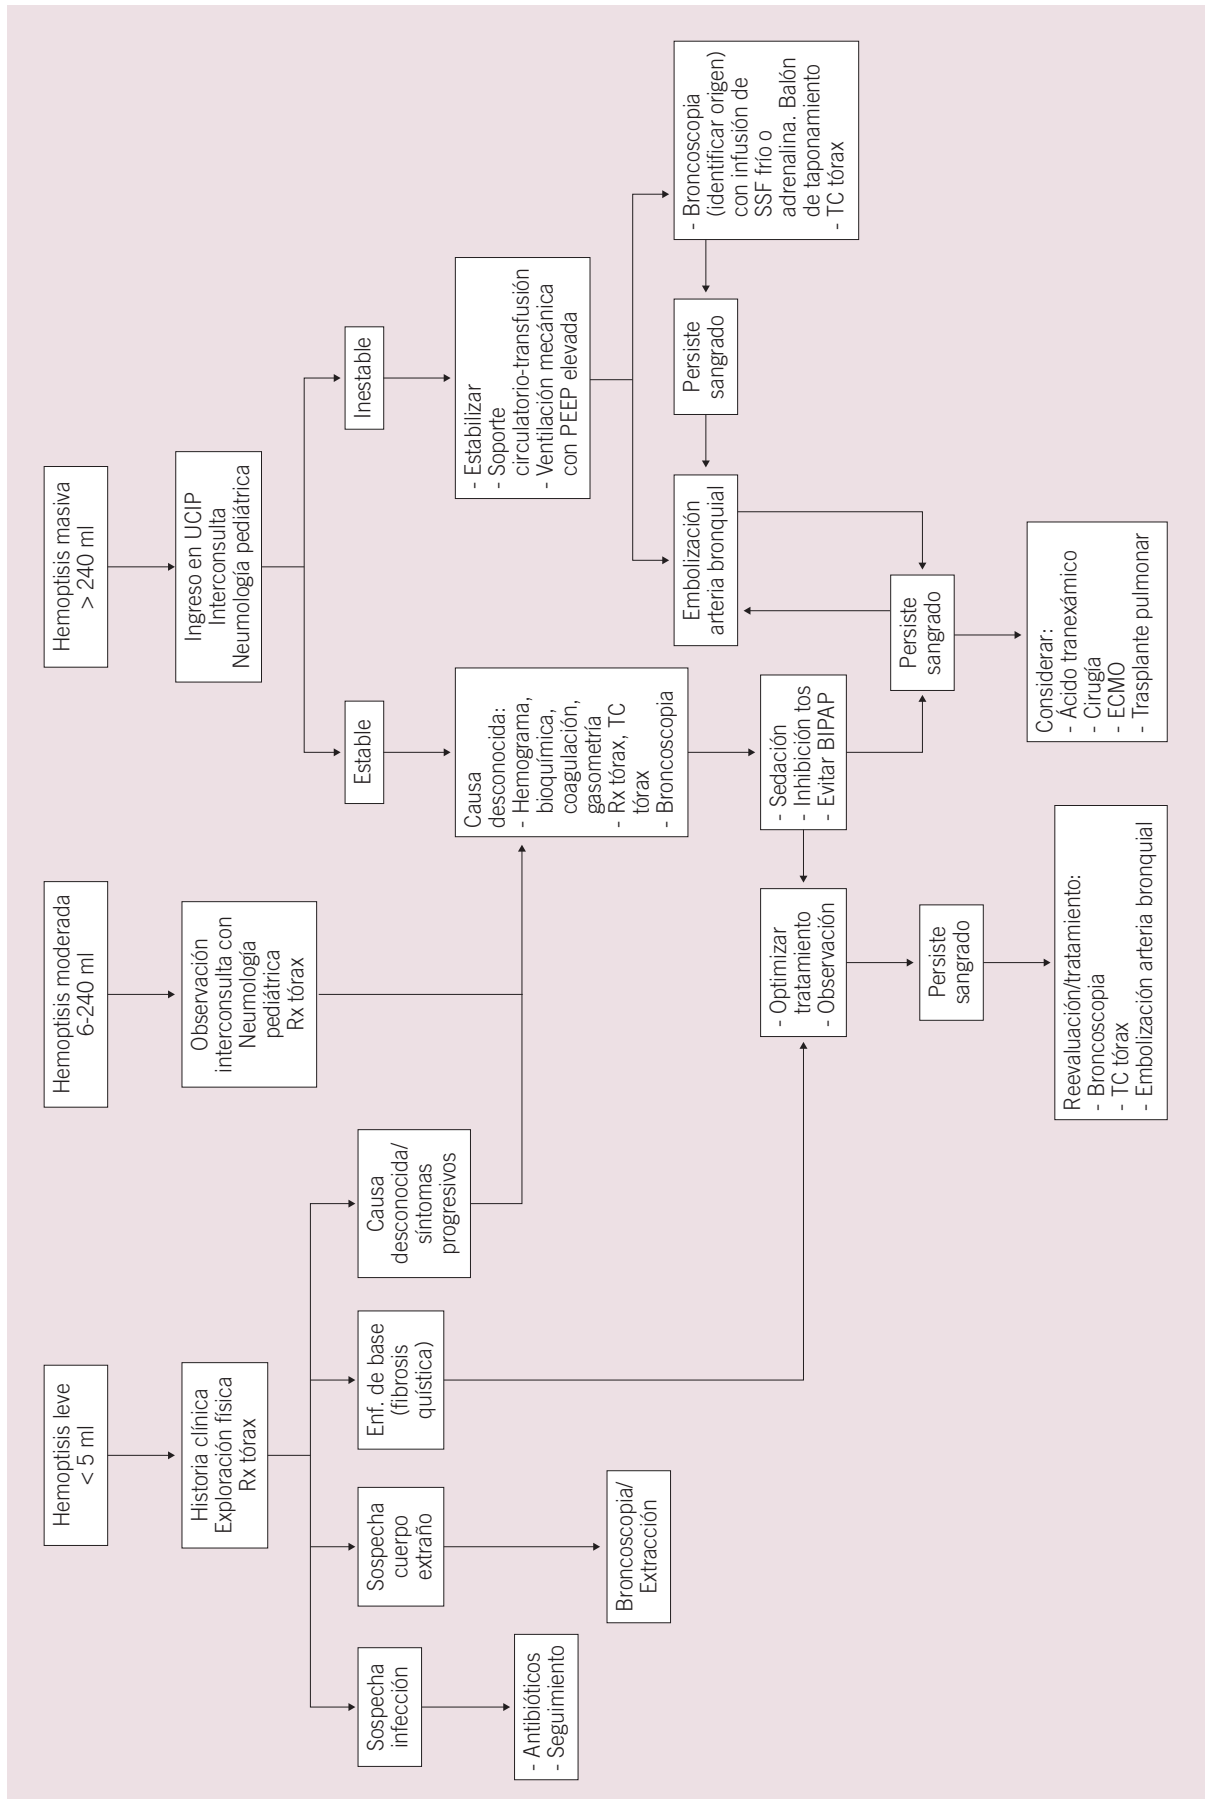 Hemoptisis leve
< 5 ml
Historia clínica
Exploración física
Rx tórax
Sospecha
infección
- Antibióticos
- Seguimiento
Sospecha
cuerpo
extraño
Broncoscopia/
Extracción
Enf. de base
(fibrosis
quística)
Causa
desconocida/
síntomas
progresivos
Hemoptisis moderada
6-240 ml
Observación
interconsulta con
Neumología
pediátrica
Rx tórax
Hemoptisis masiva
> 240 ml
Ingreso en UCIP
Interconsulta
Neumología pediátrica
Estable
Causa
desconocida:
- Hemograma,
bioquímica,
coagulación,
gasometría
- Rx tórax, TC
tórax
- Broncoscopia
- Sedación
- Inhibición tos
- Evitar BIPAP
- Optimizar
tratamiento
- Observación
Persiste
sangrado
Reevaluación/tratamiento:
- Broncoscopia
- TC tórax
- Embolización arteria bronquial
Inestable
- Estabilizar
- Soporte
circulatorio-transfusión
- Ventilación mecánica
con PEEP elevada
- Broncoscopia
(identificar origen)
con infusión de
SSF frío o
adrenalina. Balón
de taponamiento
- TC tórax
Persiste
sangrado
Embolización
arteria bronquial
Persiste
sangrado
Considerar:
- Ácido tranexámico
- Cirugía
- ECMO
- Trasplante pulmonar